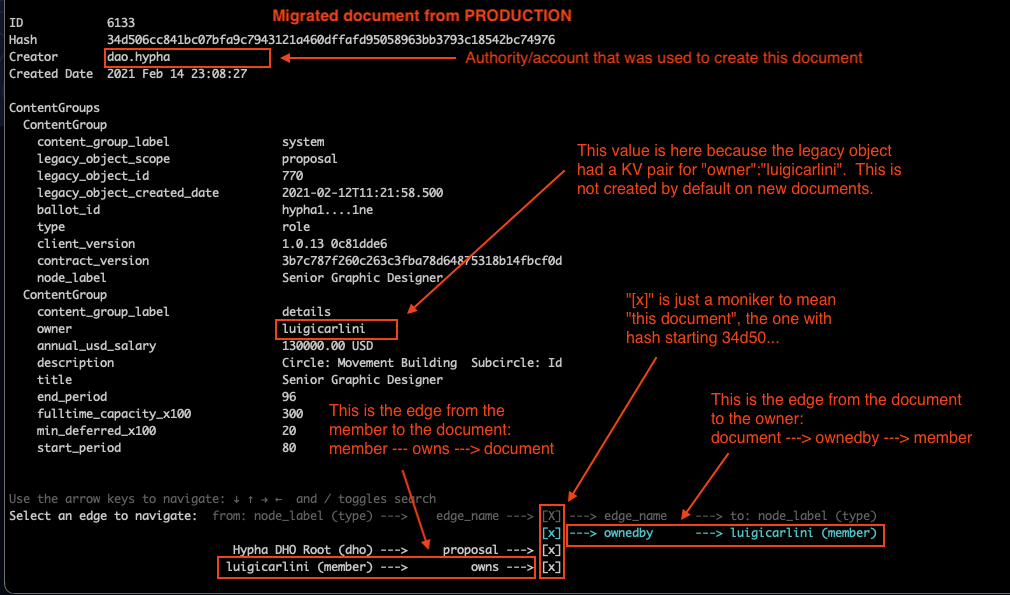 Migrated document from PRODUCTION
ID 6133
Hash 34d506cc841bc07bfa9c7943121a460dffafd95058963bb3793c18542bc74976
Creator dao.hypha
Authority/account that was used to create this document
Created Date 2021 Feb 14 23:08:27
ContentGroups
ContentGroup
content_group_label system
legacy_object_scope proposal
legacy_object_id 770
legacy_object_created_date 2021-02-12T11:21:58.500
ballot_id hypha1....1ne
type role
client_version 1.0.13 0c81dde6
contract_version 3b7c787f260c263c3fba78d64875318b14fbcf0d
node_label Senior Graphic Designer
This value is here because the legacy object
had a KV pair for "owner":"luigicarlini". This is
not created by default on new documents.
ContentGroup
content_group_label details
owner luigicarlini
annual_usd_salary 130000.00 USD
description Circle: Movement Building Subcircle: Id
title Senior Graphic Designer
end_period 96
fulltime_capacity_x100 300
min_deferred_x100 20
start_period 80
"[x]" is just a moniker to mean
"this document", the one with
hash starting 34d50...
This is the edge from the
member to the document:
member --- owns ---> document
This is the edge from the document
to the owner:
document ---> ownedby ---> member
Use the arrow keys to navigate: ↓ ↑ → ← and / toggles search
Select an edge to navigate: from: node_label (type) ---> edge_name ---> [X] ---> edge_name ---> to: node_label (type)
[x] ---> ownedby ---> luigicarlini (member)
Hypha DHO Root (dho) ---> proposal ---> [x]
luigicarlini (member) ---> owns ---> [x]